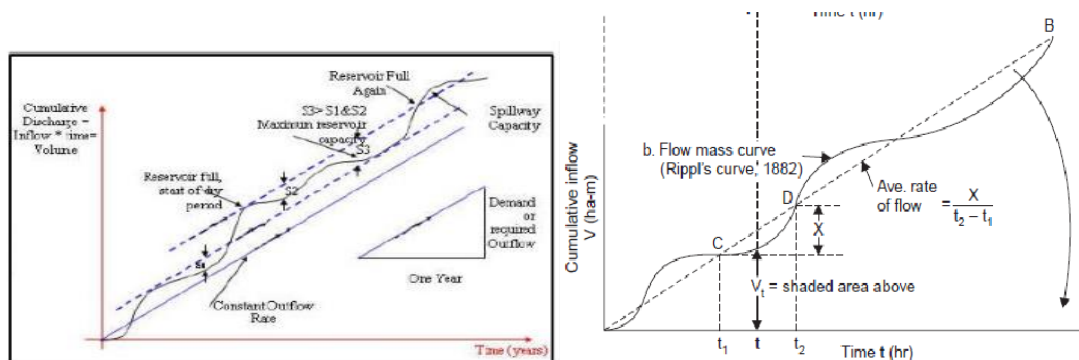 Cumulative
Discharge =
Inflow * time=
Volume
Reservoir Full
Again
S3> S1&S2
Maximum reservoir
capacity
S3
Spillway
Capacity
Reservoir full,
start of dry
period
S2
Demand
or
required
Outflow
One Year
Constant Outflow
Rate
Time (years)
Time t (hr)
B
b. Flow mass curve
(Rippl's curve, 1882)
Cumulative inflow
V (ha-m)
D
Ave. rate
of flow
= X
t2 – t1
X
C
Vt = shaded area above
t1
t
t2
Time t (hr)